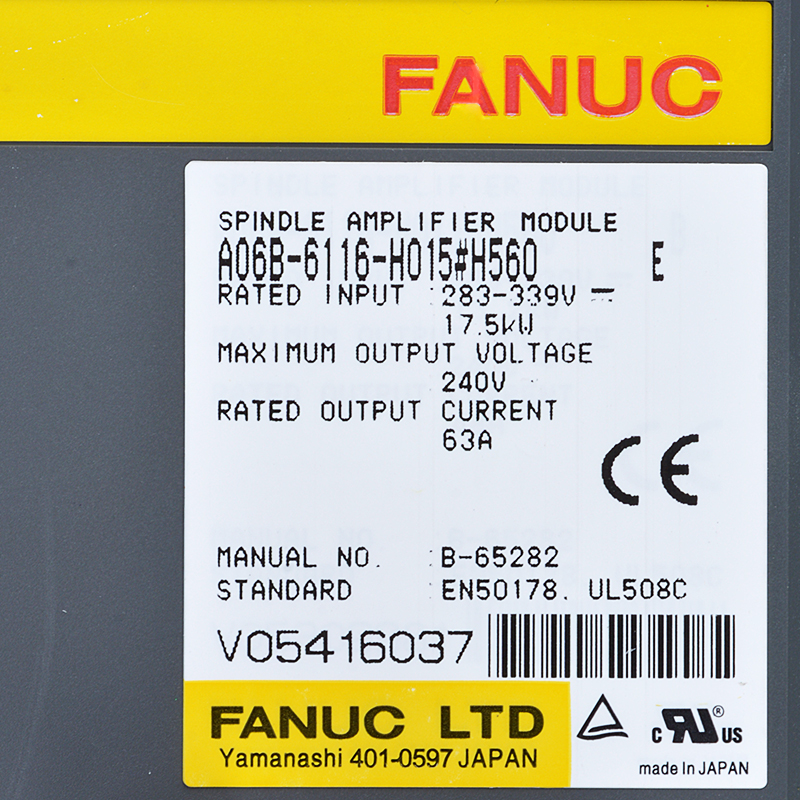 FANUC
SPINDLE AMPLIFIER MODULE
A06B-6116-H015#H560 E
RATED INPUT :283-339V ⎓
17.5kW
MAXIMUM OUTPUT VOLTAGE
240V
RATED OUTPUT CURRENT
63A
CE
MANUAL NO. :B-65282
STANDARD :EN50178. UL508C
V05416037
FANUC LTD
Yamanashi 401-0597 JAPAN
c RU® US
made In JAPAN